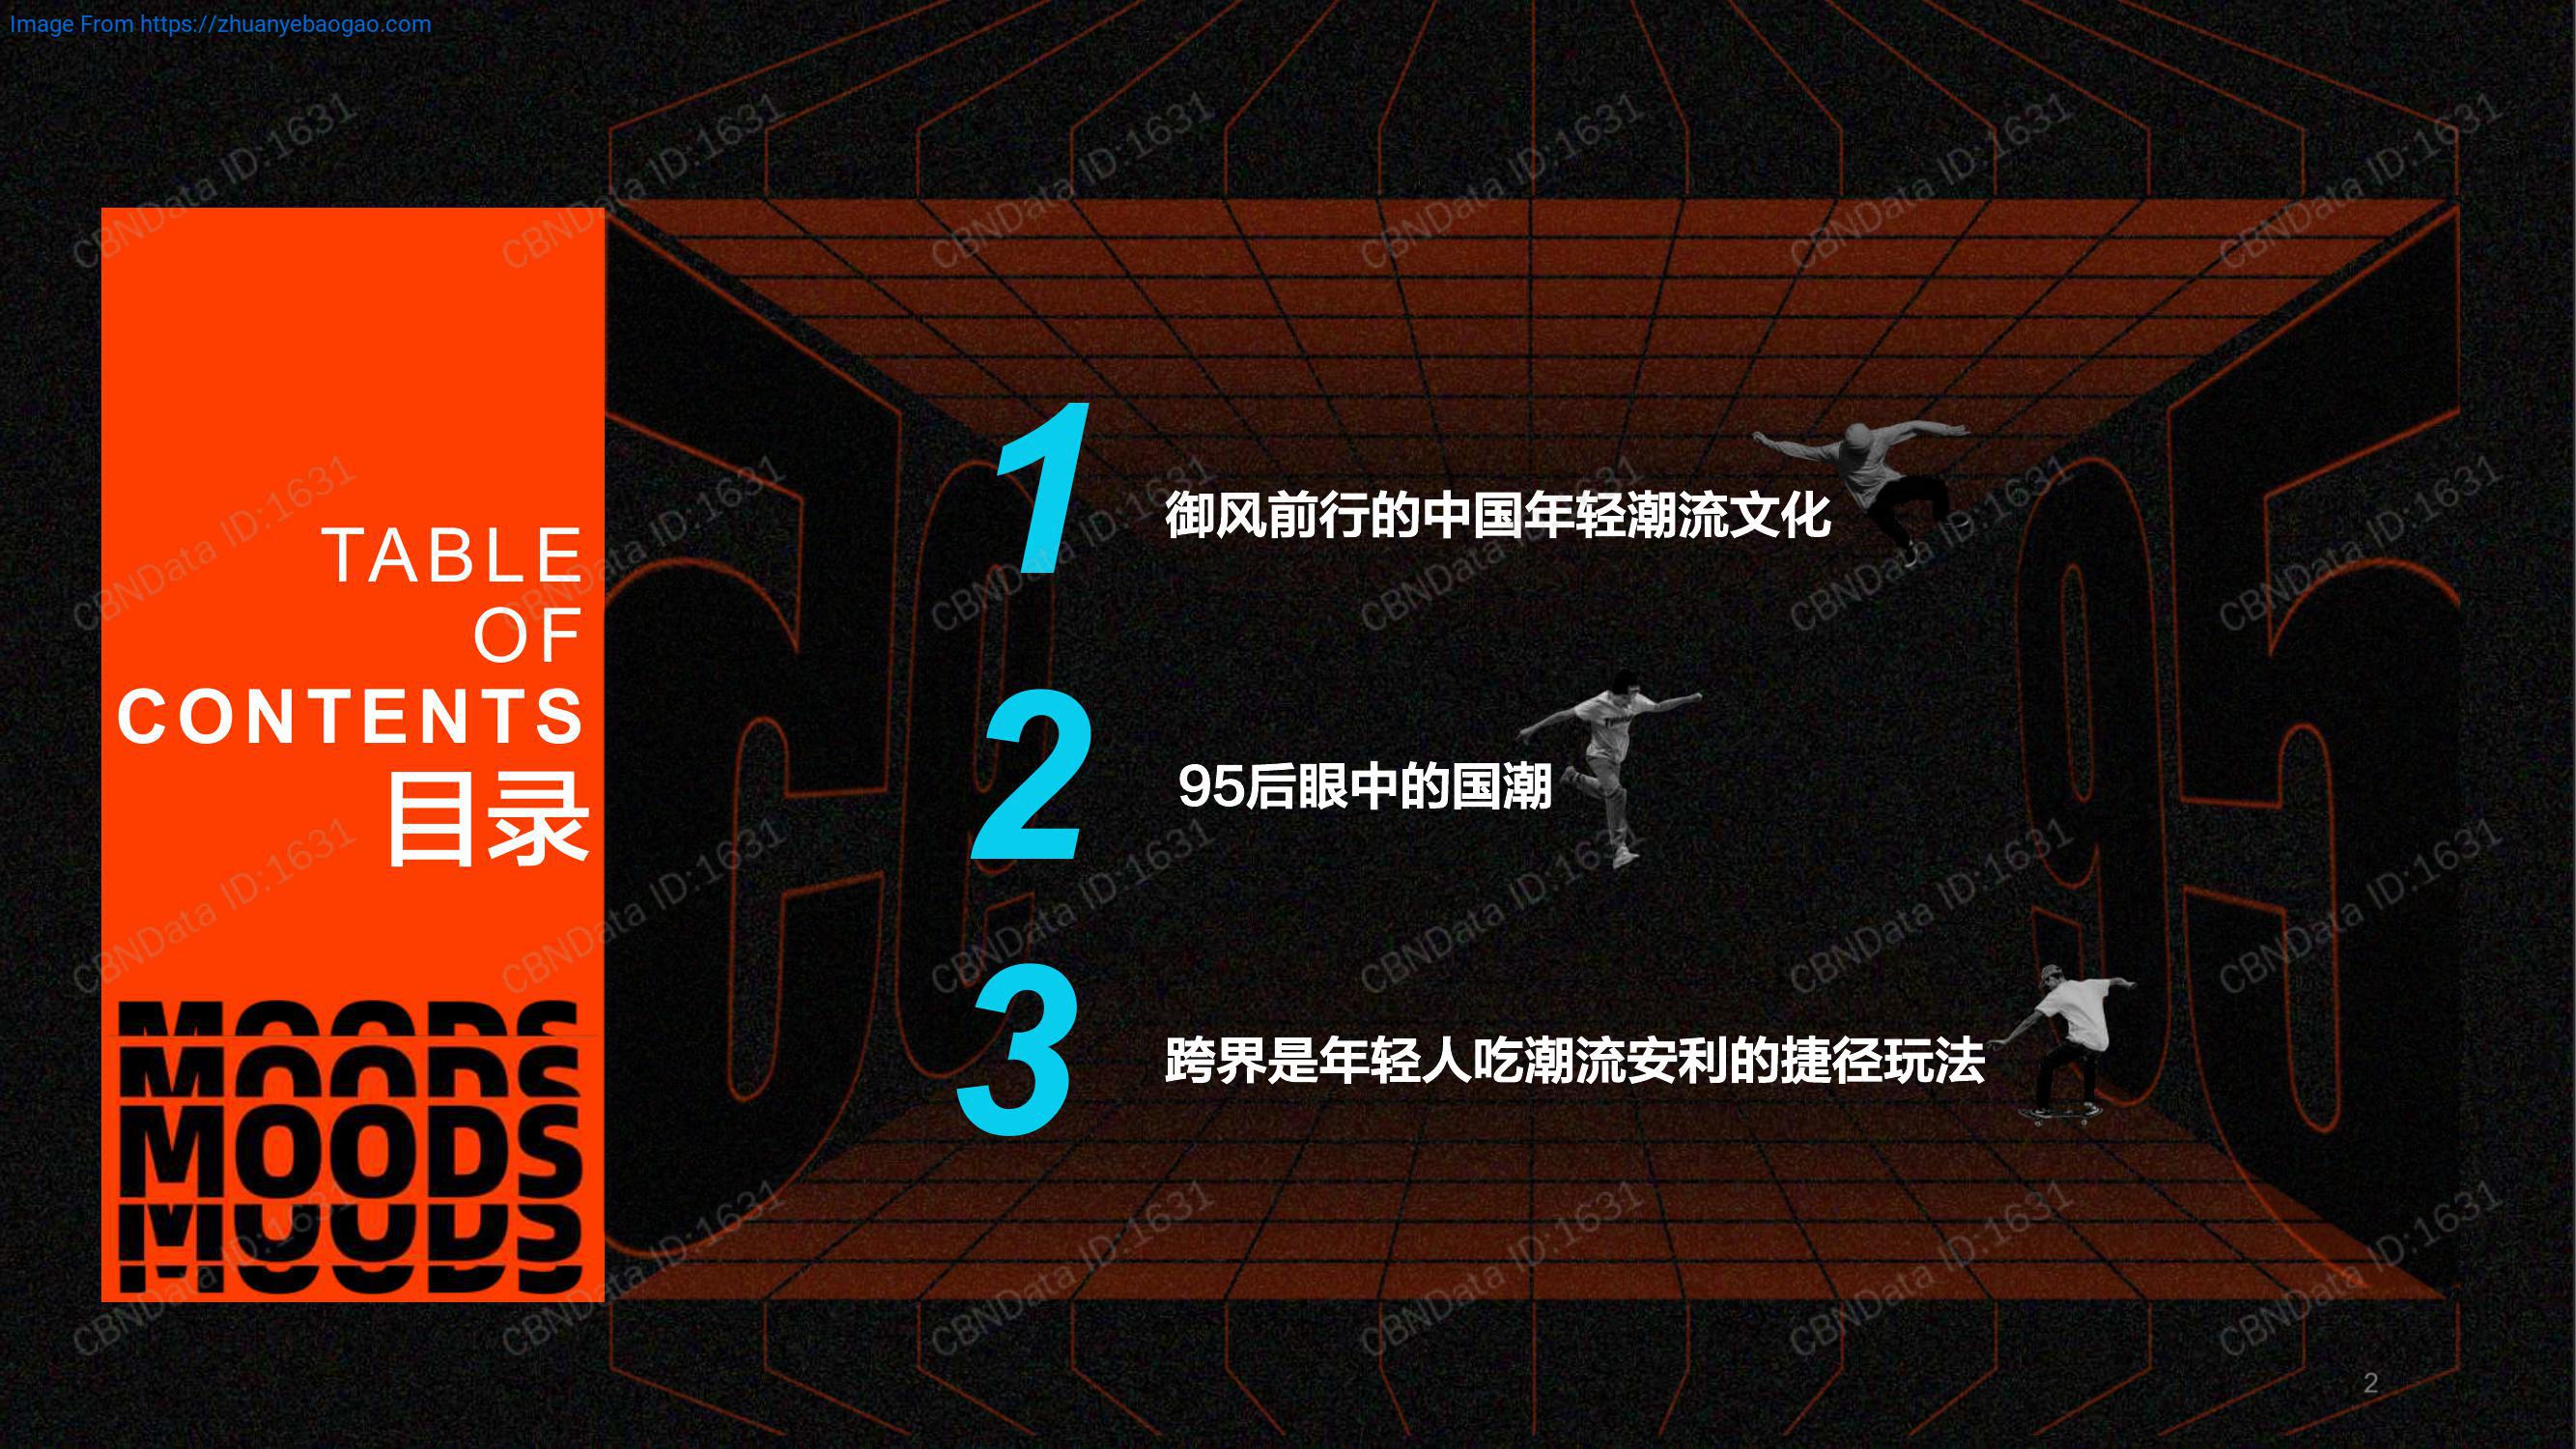 Image From https://zhuanyebaogao.com
TABLE
OF
CONTENTS
目录
MOODS
MOODS
MOODS
MOODS
MOODS
1
御风前行的中国年轻潮流文化
2
95后眼中的国潮
3
跨界是年轻人吃潮流安利的捷径玩法
95
CBNData ID:1631
2